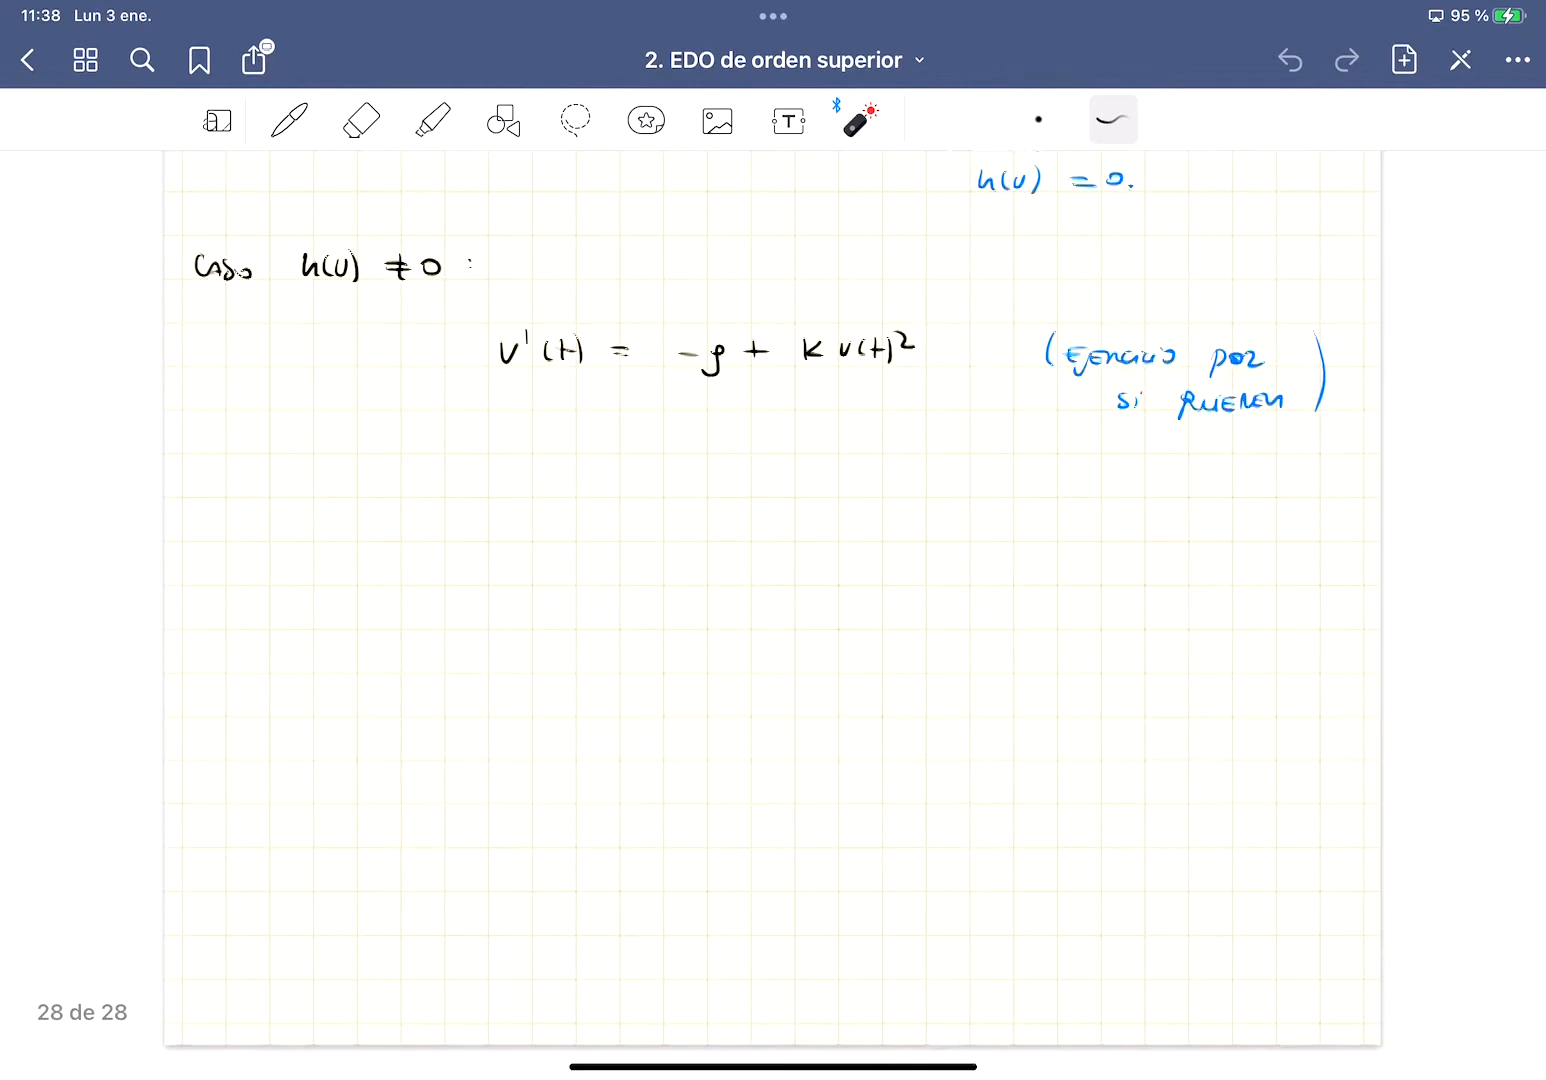 11:38 Lun 3 ene.
95 %
2. EDO de orden superior
T
h(v) = 0.
Caso h(v) ≠ 0 :
v'(t) = -g + k v(t)²
(Ejercicio por
si quieren)
28 de 28